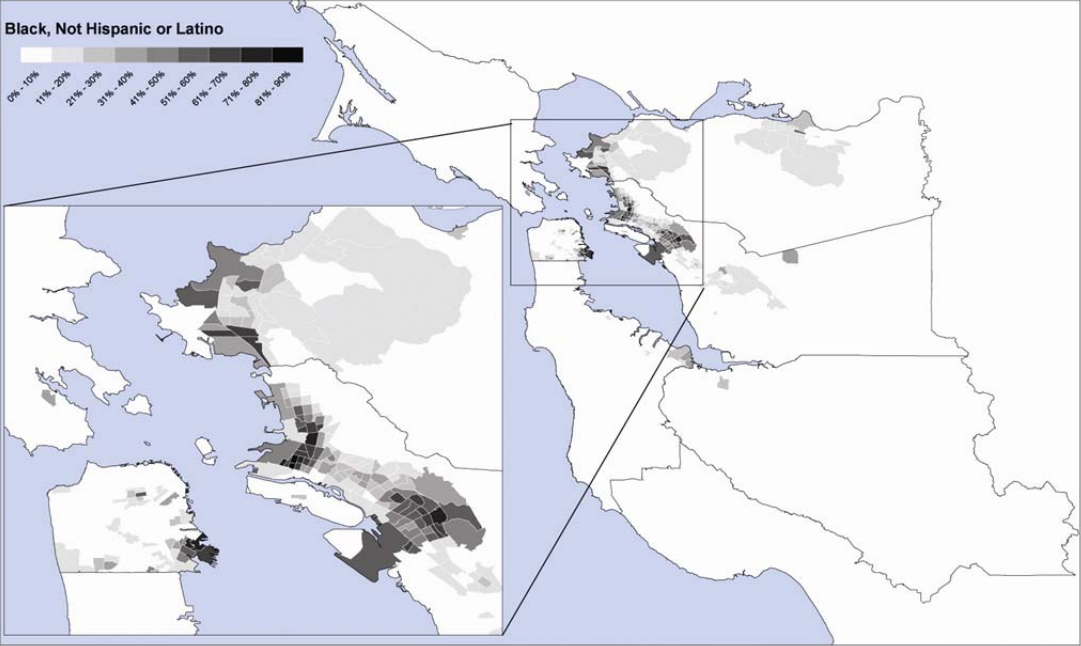 Black, Not Hispanic or Latino
0% - 10%
11% - 20%
21% - 30%
31% - 40%
41% - 50%
51% - 60%
61% - 70%
71% - 80%
81% - 90%